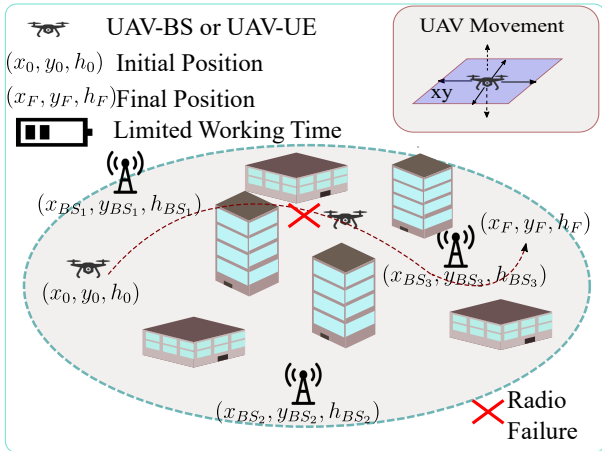 UAV-BS or UAV-UE
(x_0, y_0, h_0) Initial Position
(x_F, y_F, h_F) Final Position
Limited Working Time
UAV Movement
xy
(x_{BS_1}, y_{BS_1}, h_{BS_1})
(x_F, y_F, h_F)
(x_{BS_3}, y_{BS_3}, h_{BS_3})
(x_0, y_0, h_0)
(x_{BS_2}, y_{BS_2}, h_{BS_2})
Radio
Failure